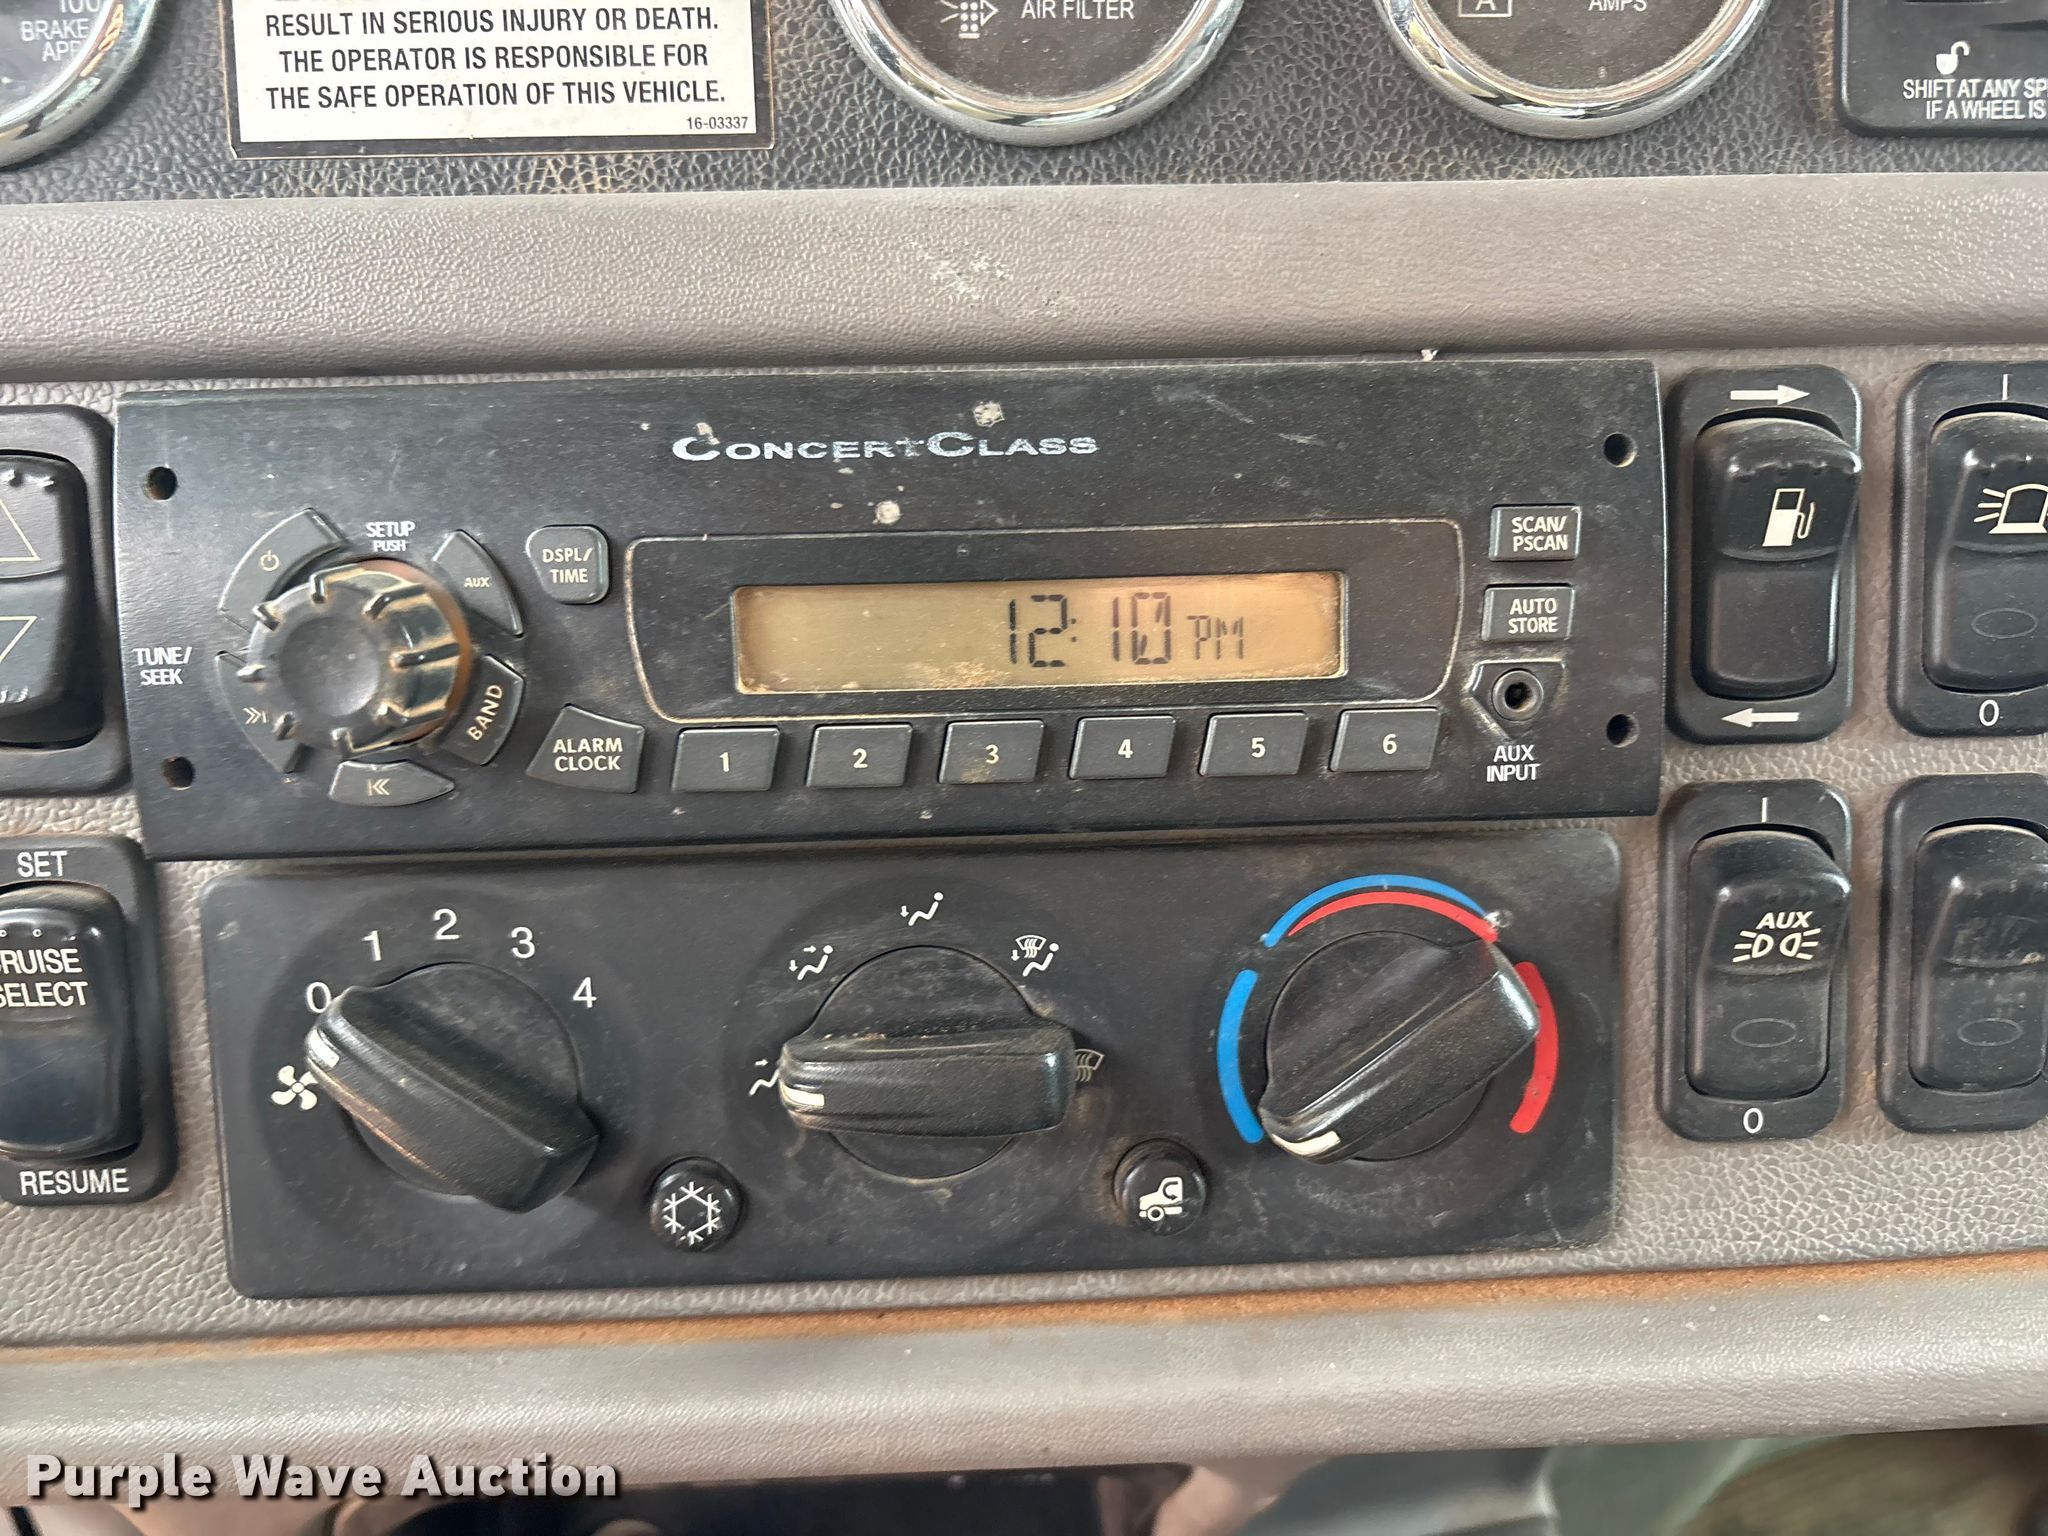 100
BRAKE
RESULT IN SERIOUS INJURY OR DEATH.
THE OPERATOR IS RESPONSIBLE FOR
THE SAFE OPERATION OF THIS VEHICLE.
16-03337
AIR FILTER
A
AMPS
SHIFT AT ANY
IF A WHEEL IS
CONCERTCLASS
SETUP
PUSH
AUX
DSPL/
TIME
TUNE/
SEEK
BAND
ALARM
CLOCK
12:10 PM
1
2
3
4
5
6
SCAN/
PSCAN
AUTO
STORE
AUX
INPUT
0
SET
CRUISE
SELECT
RESUME
0
1
2
3
4
AUX
0
Purple Wave Auction